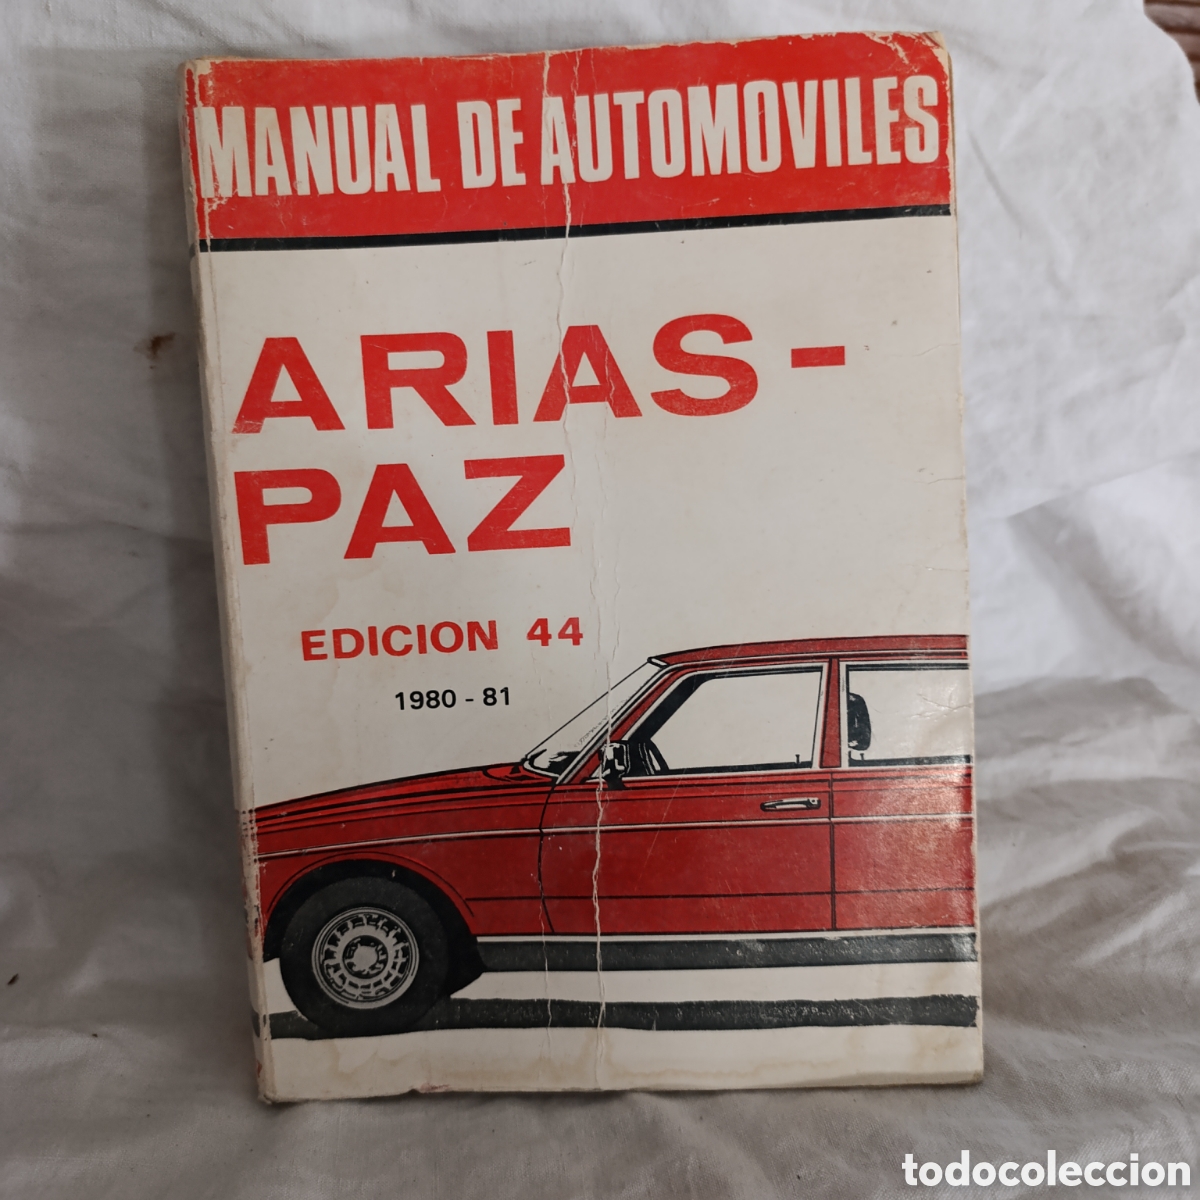 MANUAL DE AUTOMOVILES
ARIAS-
PAZ
EDICION 44
1980-81
todocoleccion